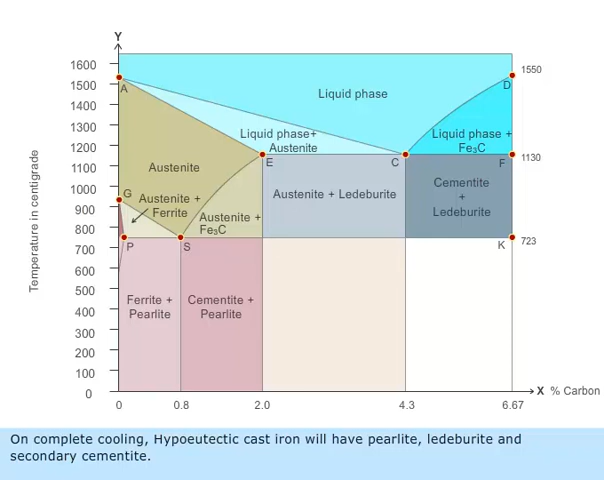 Y
1600
1500
1400
1300
1200
1100
1000
900
800
700
600
500
400
300
200
100
0
Temperature in centigrade
A
Liquid phase
D
1550
Liquid phase+
Austenite
Liquid phase +
Fe₃C
E
C
F
1130
Austenite
G
Austenite +
Ferrite
Austenite +
Fe₃C
Austenite + Ledeburite
Cementite
+
Ledeburite
P
S
K
723
Ferrite +
Pearlite
Cementite +
Pearlite
X % Carbon
0
0.8
2.0
4.3
6.67
On complete cooling, Hypoeutectic cast iron will have pearlite, ledeburite and
secondary cementite.